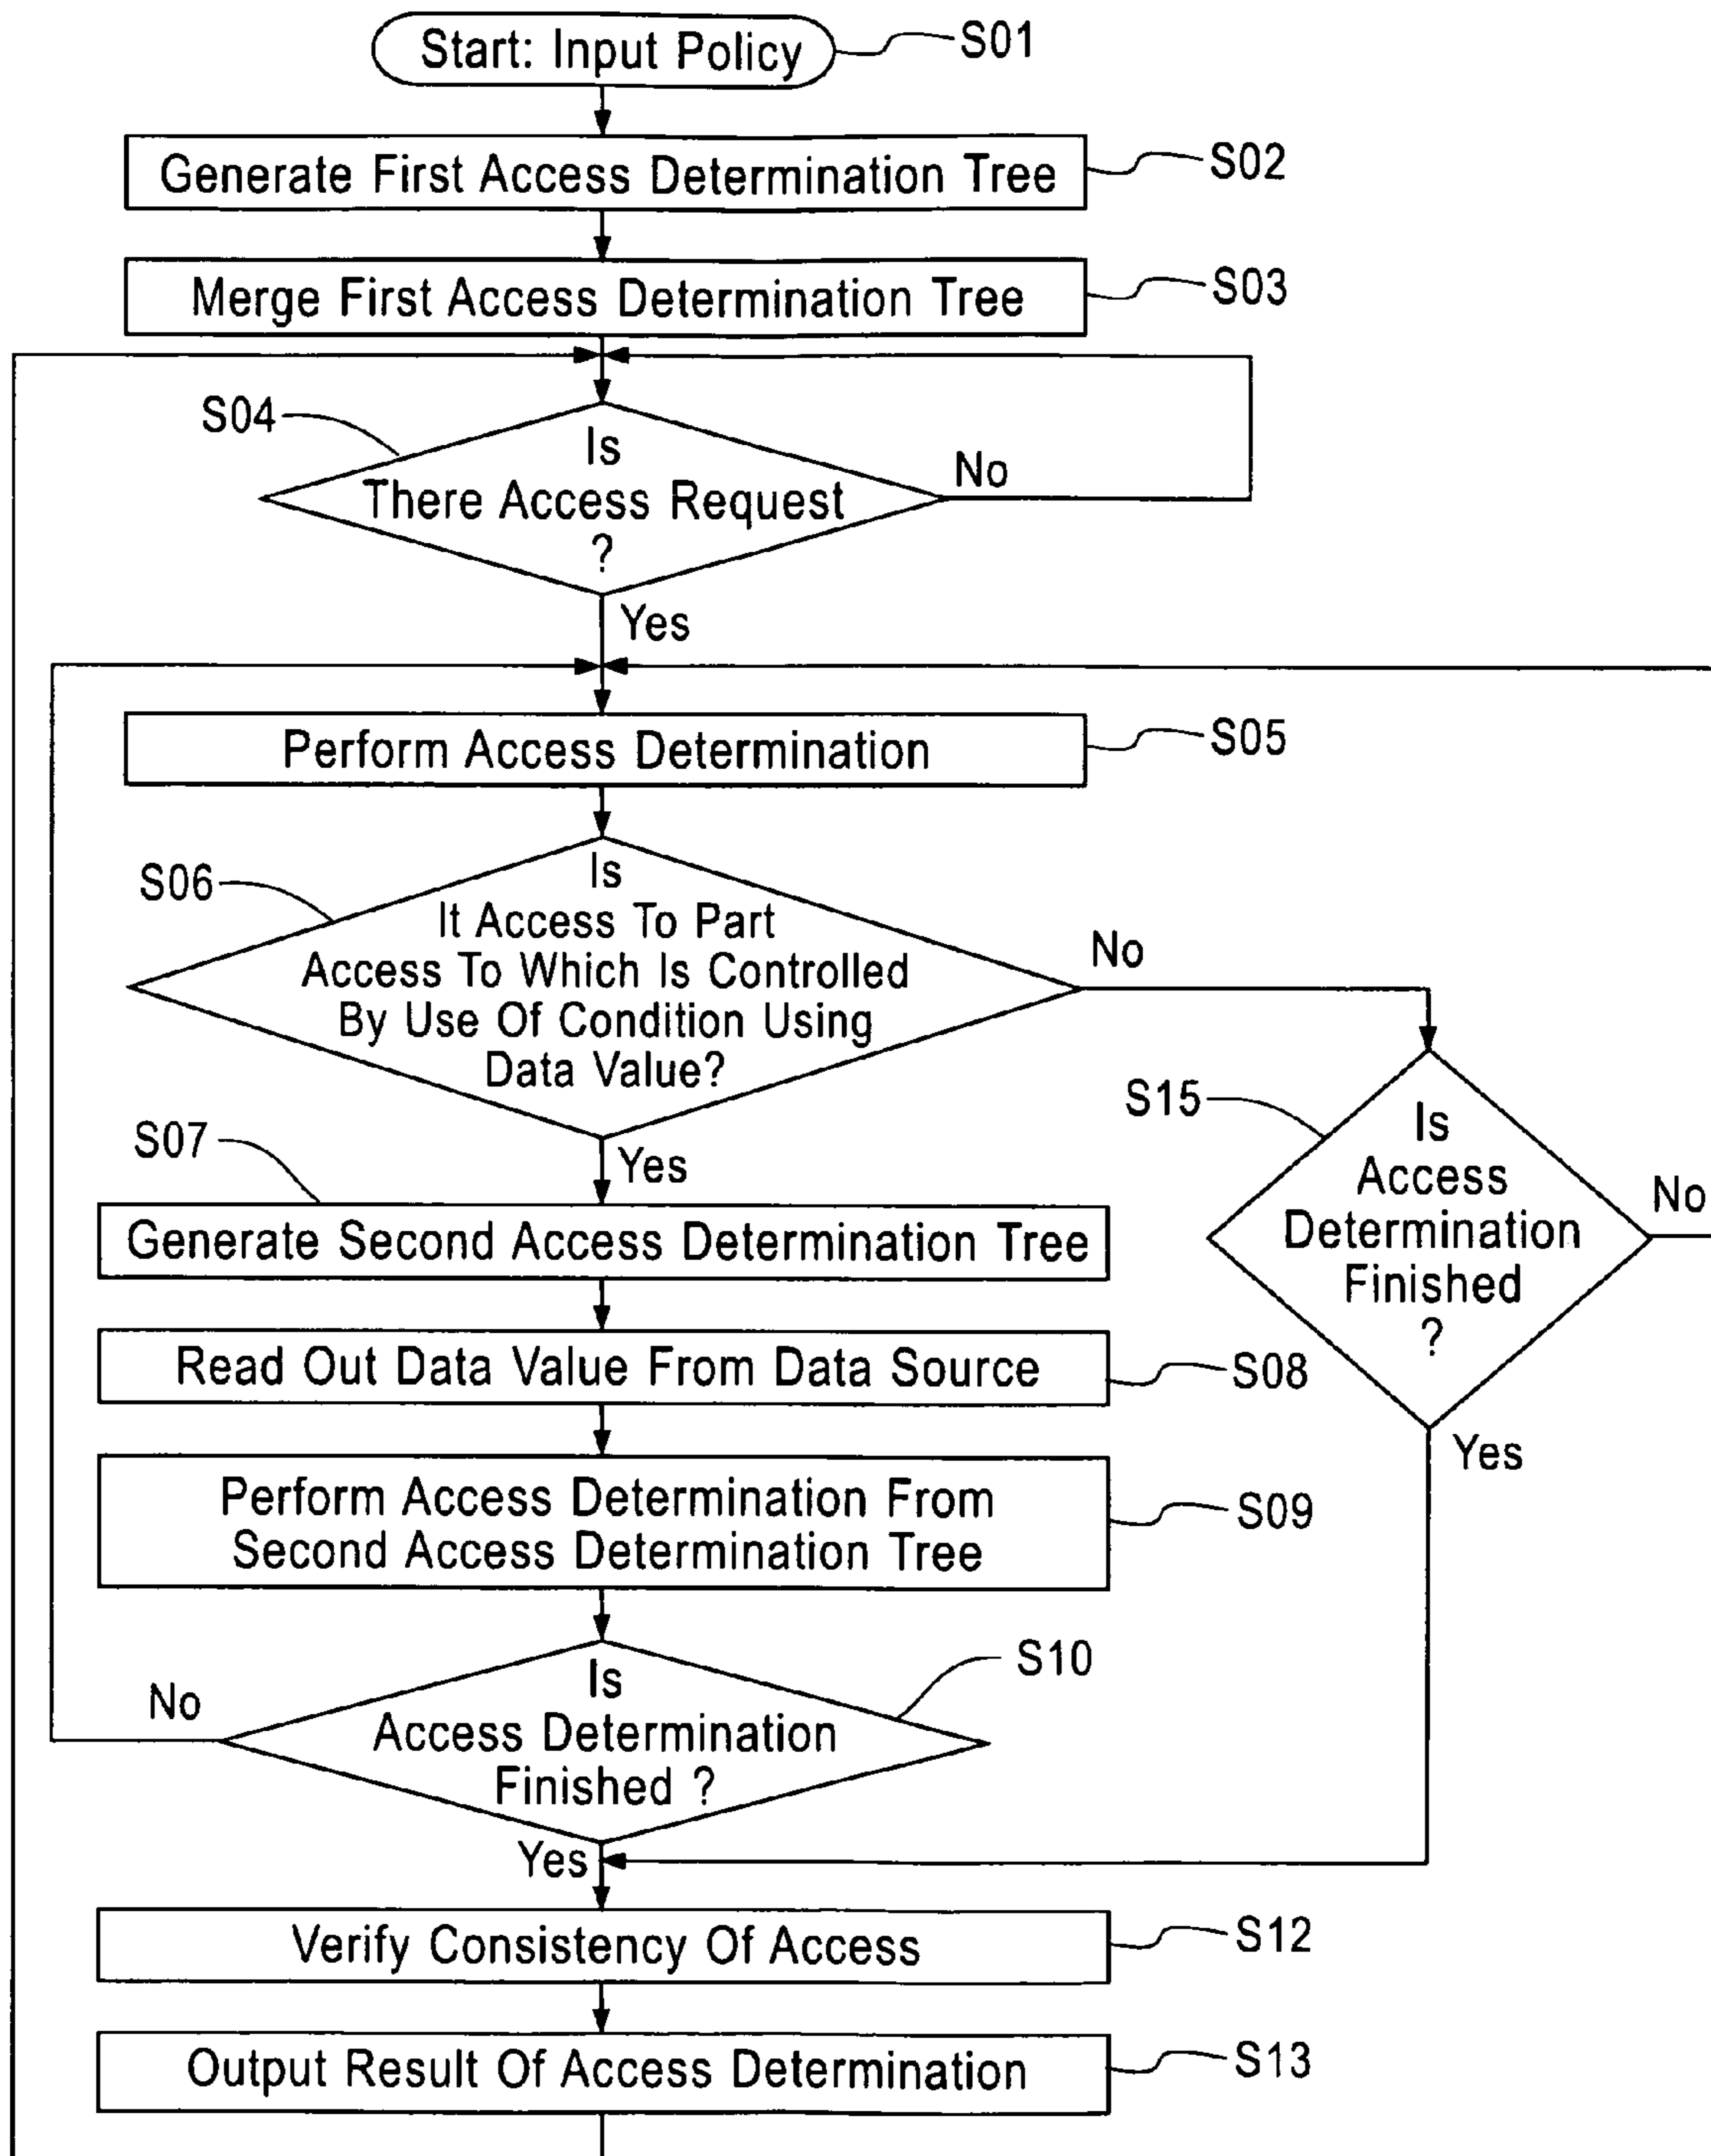 Start: Input Policy
S01
Generate First Access Determination Tree
S02
Merge First Access Determination Tree
S03
S04
Is
There Access Request
?
No
Yes
Perform Access Determination
S05
S06
Is
It Access To Part
Access To Which Is Controlled
By Use Of Condition Using
Data Value?
No
Yes
S15
Is
Access
Determination
Finished
?
No
Yes
S07
Generate Second Access Determination Tree
Read Out Data Value From Data Source
S08
Perform Access Determination From
Second Access Determination Tree
S09
S10
Is
Access Determination
Finished ?
No
Yes
Verify Consistency Of Access
S12
Output Result Of Access Determination
S13